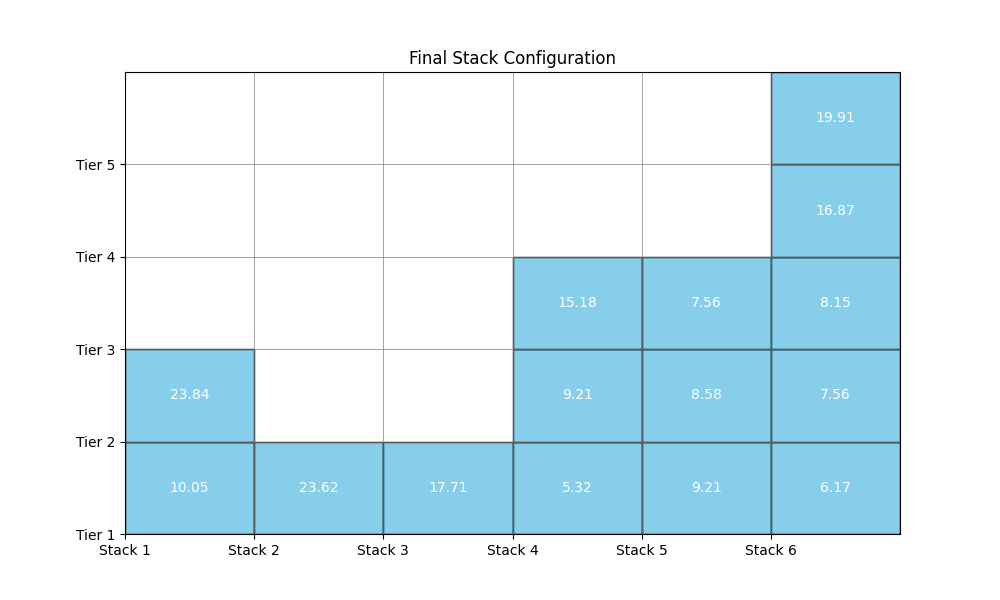 Final Stack Configuration
19.91
Tier 5
16.87
Tier 4
15.18 7.56 8.15
Tier 3
23.84 9.21 8.58 7.56
Tier 2
10.05 23.62 17.71 5.32 9.21 6.17
Tier 1
Stack 1 Stack 2 Stack 3 Stack 4 Stack 5 Stack 6